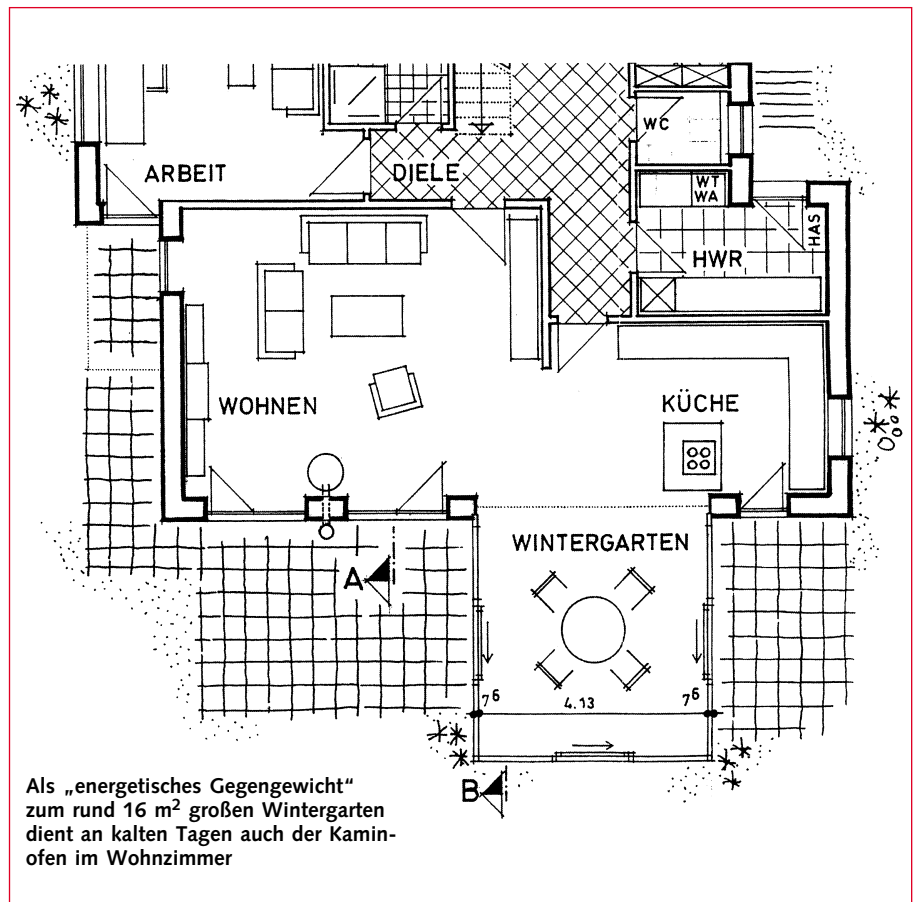 WC
ARBEIT
DIELE
WT
WA
HAS
HWR
WOHNEN
KÜCHE
WINTERGARTEN
A
7⁶
4.13
7⁶
B
Als „energetisches Gegengewicht“
zum rund 16 m² großen Wintergarten
dient an kalten Tagen auch der Kamin-
ofen im Wohnzimmer